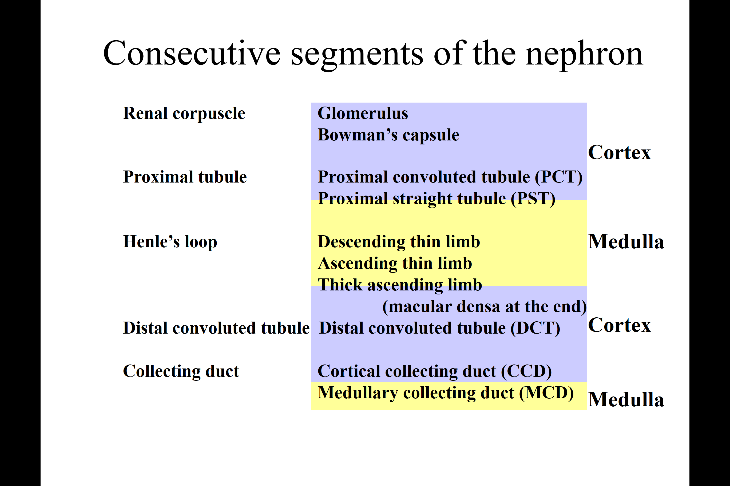 Consecutive segments of the nephron
Renal corpuscle Glomerulus
Bowman's capsule
Cortex
Proximal tubule Proximal convoluted tubule (PCT)
Proximal straight tubule (PST)
Henle's loop Descending thin limb Medulla
Ascending thin limb
Thick ascending limb
(macular densa at the end)
Distal convoluted tubule Distal convoluted tubule (DCT) Cortex
Collecting duct Cortical collecting duct (CCD)
Medullary collecting duct (MCD) Medulla